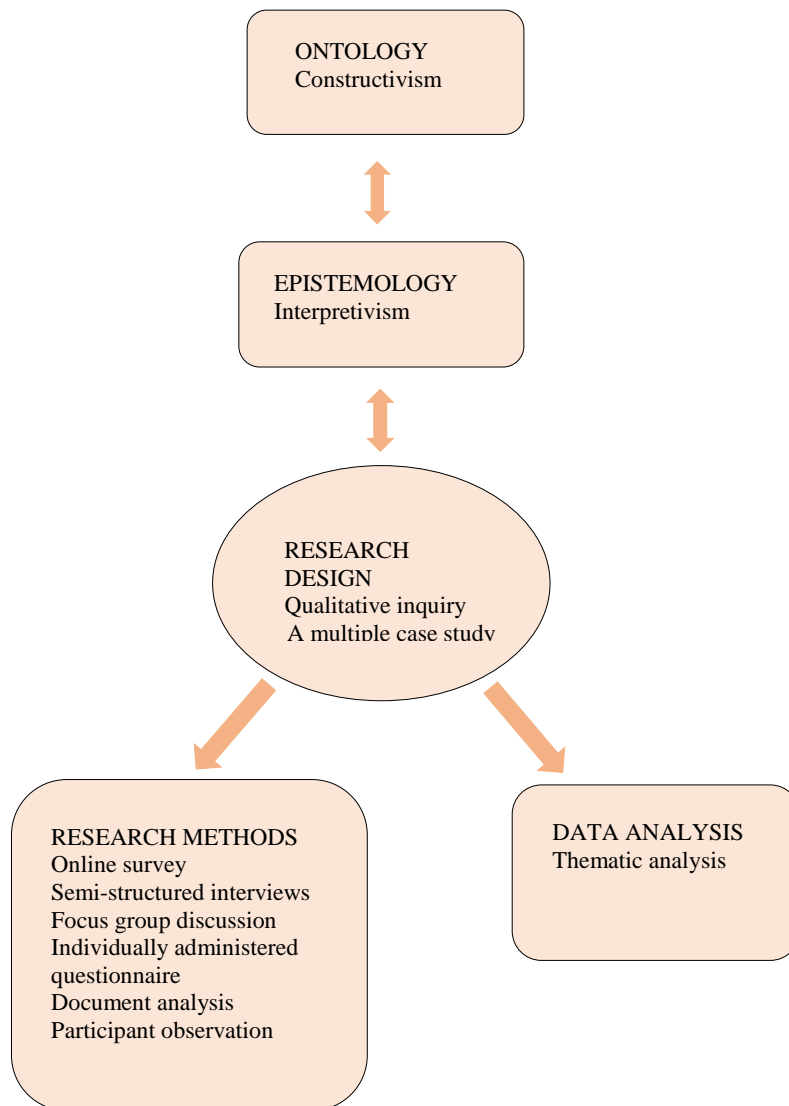 ONTOLOGY
Constructivism
EPISTEMOLOGY
Interpretivism
RESEARCH
DESIGN
Qualitative inquiry
A multiple case study
RESEARCH METHODS
Online survey
Semi-structured interviews
Focus group discussion
Individually administered
questionnaire
Document analysis
Participant observation
DATA ANALYSIS
Thematic analysis